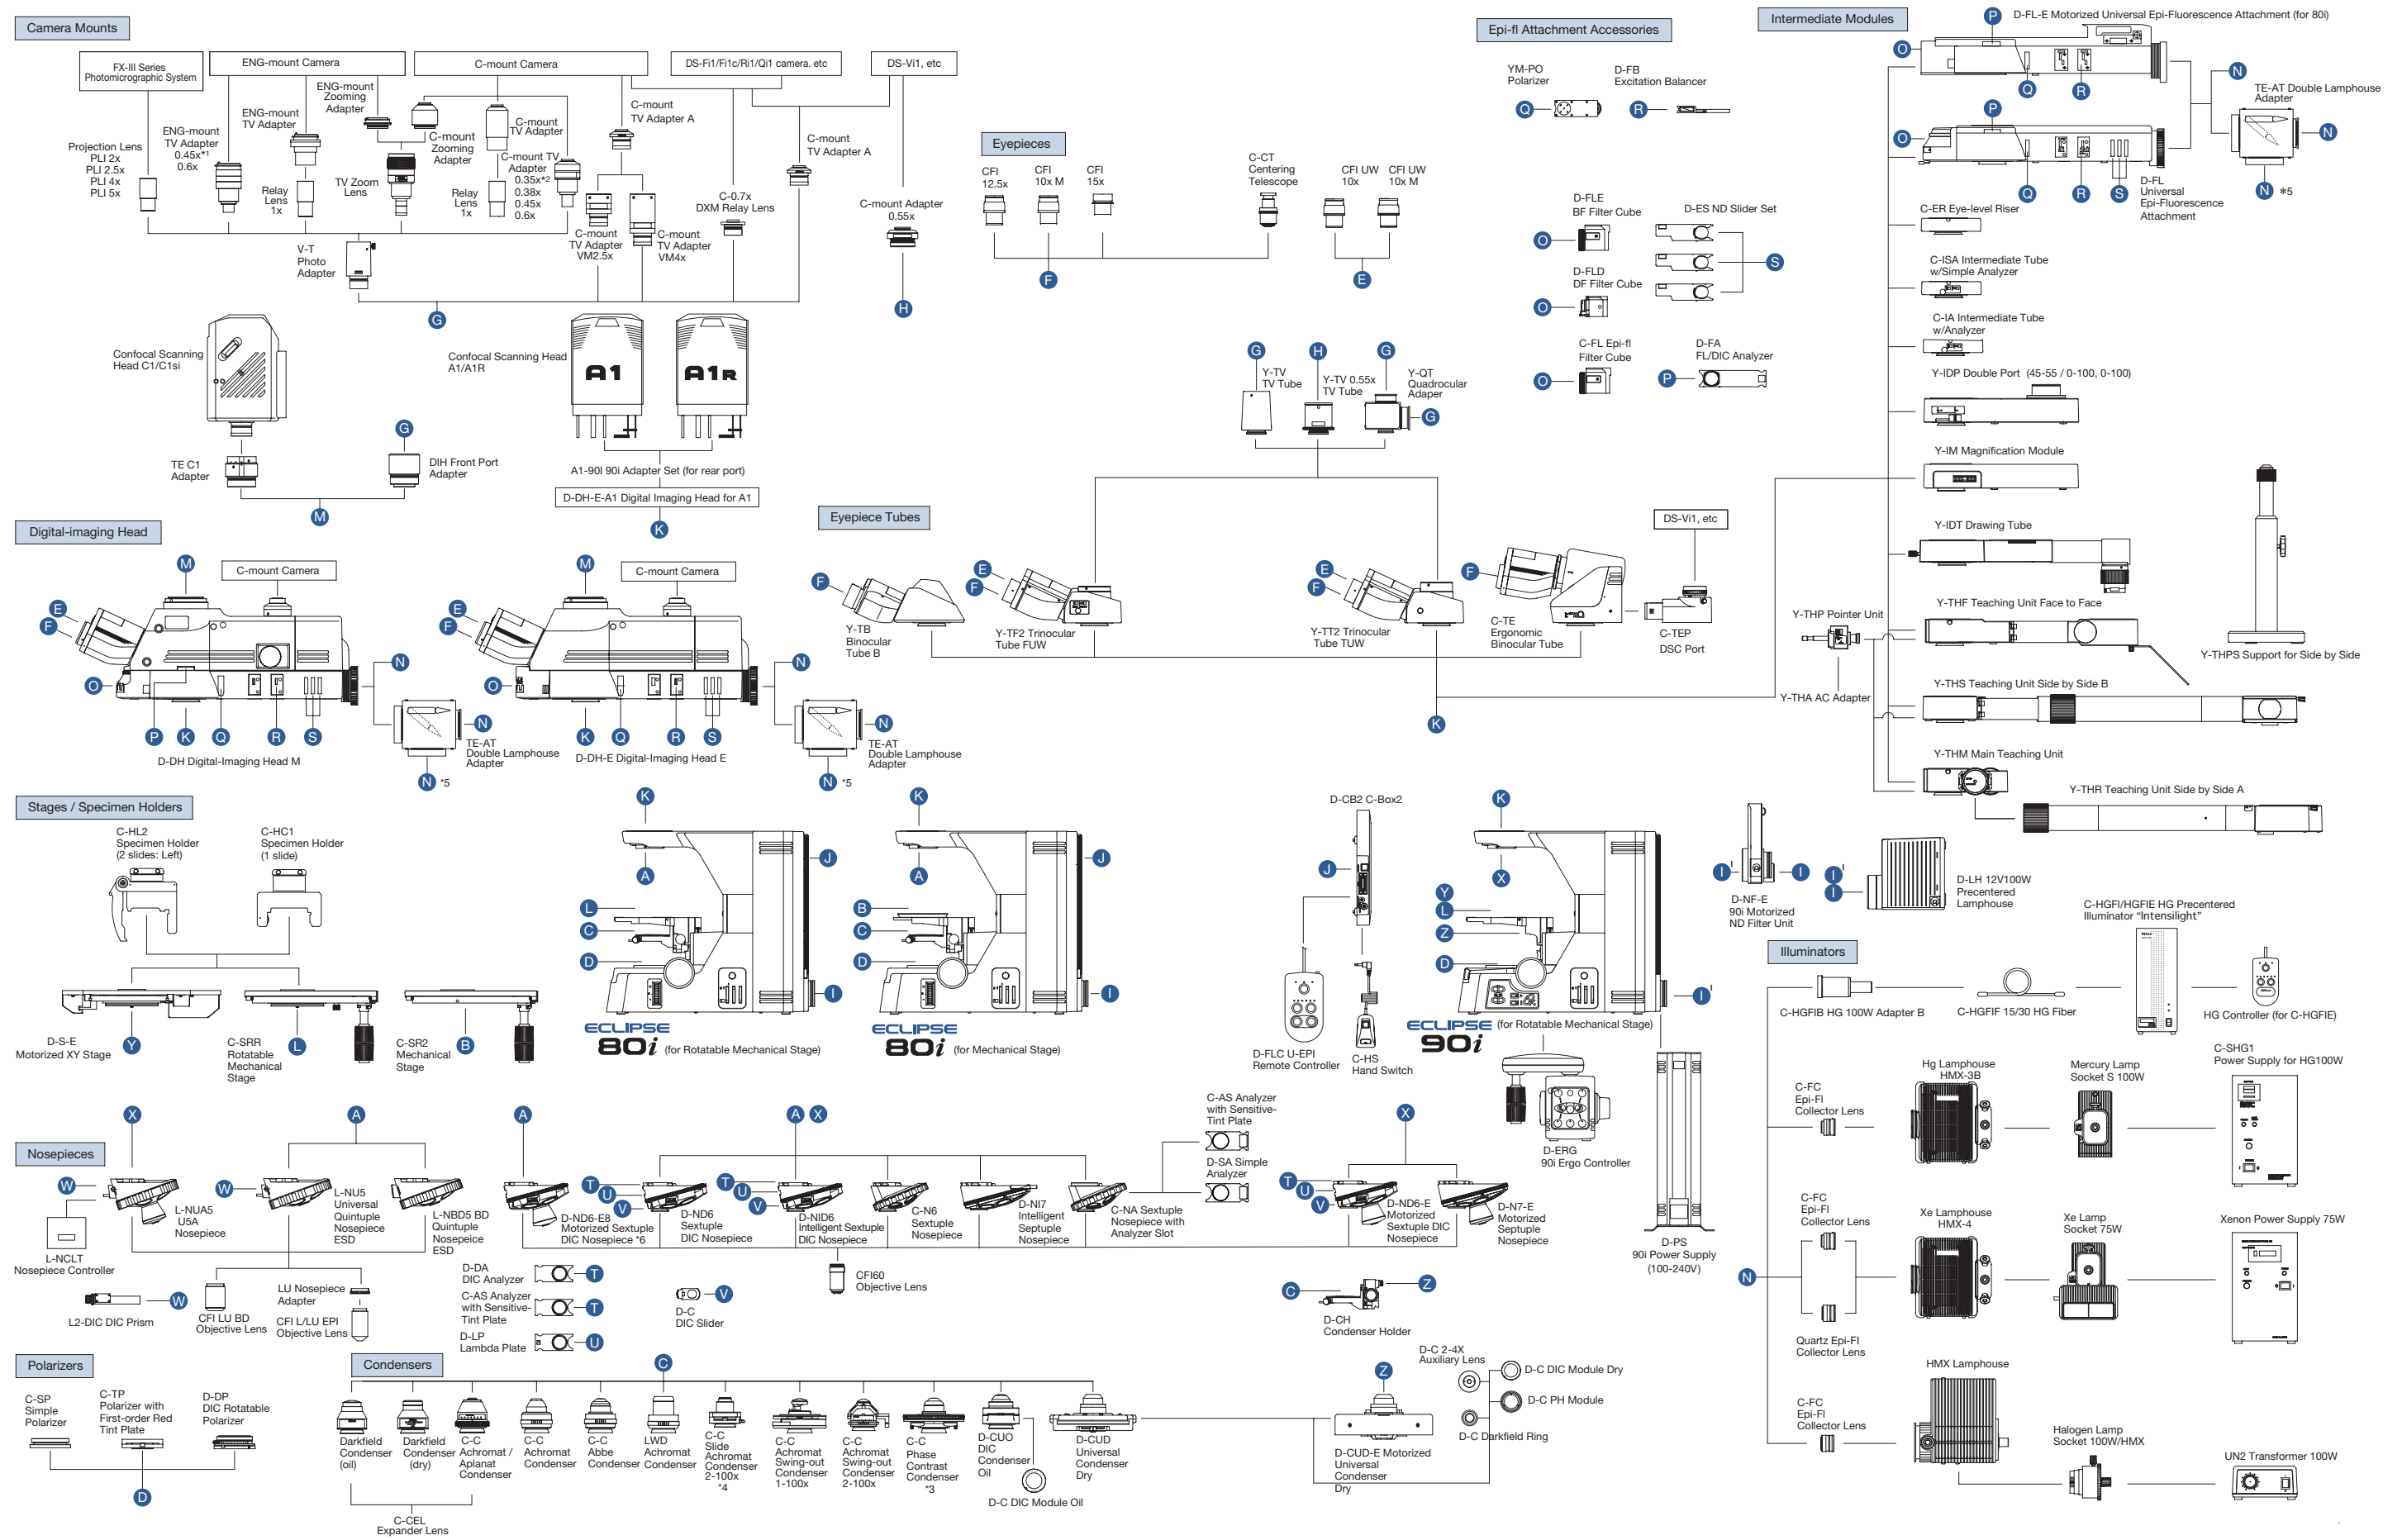 Camera Mounts
FX-III Series
Photomicrographic System
ENG-mount Camera
C-mount Camera
DS-Fi1/Fi1c/Ri1/Qi1 camera. etc
DS-Vi1, etc
Projection Lens
PLI 2x
PLI 2.5x
PLI 4x
PLI 5x
ENG-mount
TV Adapter
0.45x*1
0.6x
ENG-mount
TV Adapter
Relay
Lens
1x
ENG-mount
Zooming
Adapter
TV Zoom
Lens
C-mount
Zooming
Adapter
C-mount
TV Adapter
Relay
Lens
1x
C-mount TV
Adapter
0.35x*2
0.38x
0.45x
0.6x
C-mount
TV Adapter A
C-mount
TV Adapter
VM2.5x
C-mount
TV Adapter
VM4x
C-0.7x
DXM Relay Lens
C-mount
TV Adapter A
C-mount Adapter
0.55x
V-T
Photo
Adapter
G
H
Confocal Scanning
Head C1/C1si
Confocal Scanning Head
A1/A1R
A1
A1R
TE C1
Adapter
G
DIH Front Port
Adapter
M
A1-90I 90i Adapter Set (for rear port)
D-DH-E-A1 Digital Imaging Head for A1
K
Eyepieces
CFI
12.5x
CFI
10x M
CFI
15x
C-CT
Centering
Telescope
CFI UW
10x
CFI UW
10x M
F
E
G
Y-TV
TV Tube
H
Y-TV 0.55x
TV Tube
G
Y-QT
Quadrocular
Adaper
G
Epi-fl Attachment Accessories
YM-PO
Polarizer
Q
D-FB
Excitation Balancer
R
D-FLE
BF Filter Cube
O
D-ES ND Slider Set
S
D-FLD
DF Filter Cube
O
C-FL Epi-fl
Filter Cube
O
D-FA
FL/DIC Analyzer
P
Intermediate Modules
P
D-FL-E Motorized Universal Epi-Fluorescence Attachment (for 80i)
O
Q
R
N
TE-AT Double Lamphouse
Adapter
N
N *5
P
O
Q
R
S
D-FL
Universal
Epi-Fluorescence
Attachment
C-ER Eye-level Riser
C-ISA Intermediate Tube
w/Simple Analyzer
C-IA Intermediate Tube
w/Analyzer
Y-IDP Double Port (45-55 / 0-100, 0-100)
Y-IM Magnification Module
Y-IDT Drawing Tube
Y-THF Teaching Unit Face to Face
Y-THP Pointer Unit
Y-THPS Support for Side by Side
Y-THS Teaching Unit Side by Side B
Y-THA AC Adapter
Y-THM Main Teaching Unit
Y-THR Teaching Unit Side by Side A
Digital-imaging Head
M
C-mount Camera
E
F
O
N
N
TE-AT
Double Lamphouse
Adapter
N *5
P
K
Q
R
S
D-DH Digital-Imaging Head M
M
C-mount Camera
E
F
O
N
N
TE-AT
Double Lamphouse
Adapter
N *5
K
Q
R
S
D-DH-E Digital-Imaging Head E
Eyepiece Tubes
F
Y-TB
Binocular
Tube B
E
F
Y-TF2 Trinocular
Tube FUW
E
F
Y-TT2 Trinocular
Tube TUW
F
C-TE
Ergonomic
Binocular Tube
DS-Vi1, etc
C-TEP
DSC Port
K
Stages / Specimen Holders
C-HL2
Specimen Holder
(2 slides: Left)
C-HC1
Specimen Holder
(1 slide)
D-S-E
Motorized XY Stage
Y
C-SRR
Rotatable
Mechanical
Stage
L
C-SR2
Mechanical
Stage
B
K
A
J
L
C
D
I
ECLIPSE
80i (for Rotatable Mechanical Stage)
K
A
J
B
C
D
I
ECLIPSE
80i (for Mechanical Stage)
D-CB2 C-Box2
J
D-FLC U-EPI
Remote Controller
C-HS
Hand Switch
K
X
Y
L
Z
D
I'
ECLIPSE (for Rotatable Mechanical Stage)
90i
D-ERG
90i Ergo Controller
D-PS
90i Power Supply
(100-240V)
I'
I
D-NF-E
90i Motorized
ND Filter Unit
I'
I
D-LH 12V100W
Precentered
Lamphouse
Illuminators
C-HGFI/HGFIE HG Precentered
Illuminator “Intensilight”
C-HGFIB HG 100W Adapter B
C-HGFIF 15/30 HG Fiber
HG Controller (for C-HGFIE)
C-FC
Epi-Fl
Collector Lens
Hg Lamphouse
HMX-3B
Mercury Lamp
Socket S 100W
C-SHG1
Power Supply for HG100W
C-FC
Epi-Fl
Collector Lens
Xe Lamphouse
HMX-4
Xe Lamp
Socket 75W
Xenon Power Supply 75W
N
Quartz Epi-Fl
Collector Lens
C-FC
Epi-Fl
Collector Lens
HMX Lamphouse
Halogen Lamp
Socket 100W/HMX
UN2 Transformer 100W
Nosepieces
X
W
L-NUA5
U5A
Nosepiece
L-NCLT
Nosepiece Controller
A
W
L-NU5
Universal
Quintuple
Nosepiece
ESD
L-NBD5 BD
Quintuple
Nosepeice
ESD
L2-DIC DIC Prism
W
CFI LU BD
Objective Lens
LU Nosepiece
Adapter
CFI L/LU EPI
Objective Lens
A
D-ND6-E8
Motorized Sextuple
DIC Nosepiece *6
A X
T
U
V
D-ND6
Sextuple
DIC Nosepiece
T
U
V
D-NID6
Intelligent Sextuple
DIC Nosepiece
C-N6
Sextuple
Nosepiece
D-NI7
Intelligent
Septuple
Nosepiece
C-NA Sextuple
Nosepiece with
Analyzer Slot
C-AS Analyzer
with Sensitive-
Tint Plate
D-SA Simple
Analyzer
X
T
U
V
D-ND6-E
Motorized
Sextuple DIC
Nosepiece
D-N7-E
Motorized
Septuple
Nosepiece
D-DA
DIC Analyzer
T
C-AS Analyzer
with Sensitive-
Tint Plate
T
D-LP
Lambda Plate
U
D-C
DIC Slider
V
CFI60
Objective Lens
C
Z
D-CH
Condenser Holder
Polarizers
C-SP
Simple
Polarizer
C-TP
Polarizer with
First-order Red
Tint Plate
D-DP
DIC Rotatable
Polarizer
D
Condensers
C
Darkfield
Condenser
(oil)
Darkfield
Condenser
(dry)
C-C
Achromat /
Aplanat
Condenser
C-C
Achromat
Condenser
C-C
Abbe
Condenser
LWD
Achromat
Condenser
C-C
Slide
Achromat
Condenser
2-100x
*4
C-C
Achromat
Swing-out
Condenser
1-100x
C-C
Achromat
Swing-out
Condenser
2-100x
C-C
Phase
Contrast
Condenser
*3
D-CUO
DIC
Condenser
Oil
D-C DIC Module Oil
D-CUD
Universal
Condenser
Dry
C-CEL
Expander Lens
Z
D-CUD-E Motorized
Universal
Condenser
Dry
D-C 2-4X
Auxiliary Lens
D-C DIC Module Dry
D-C PH Module
D-C Darkfield Ring